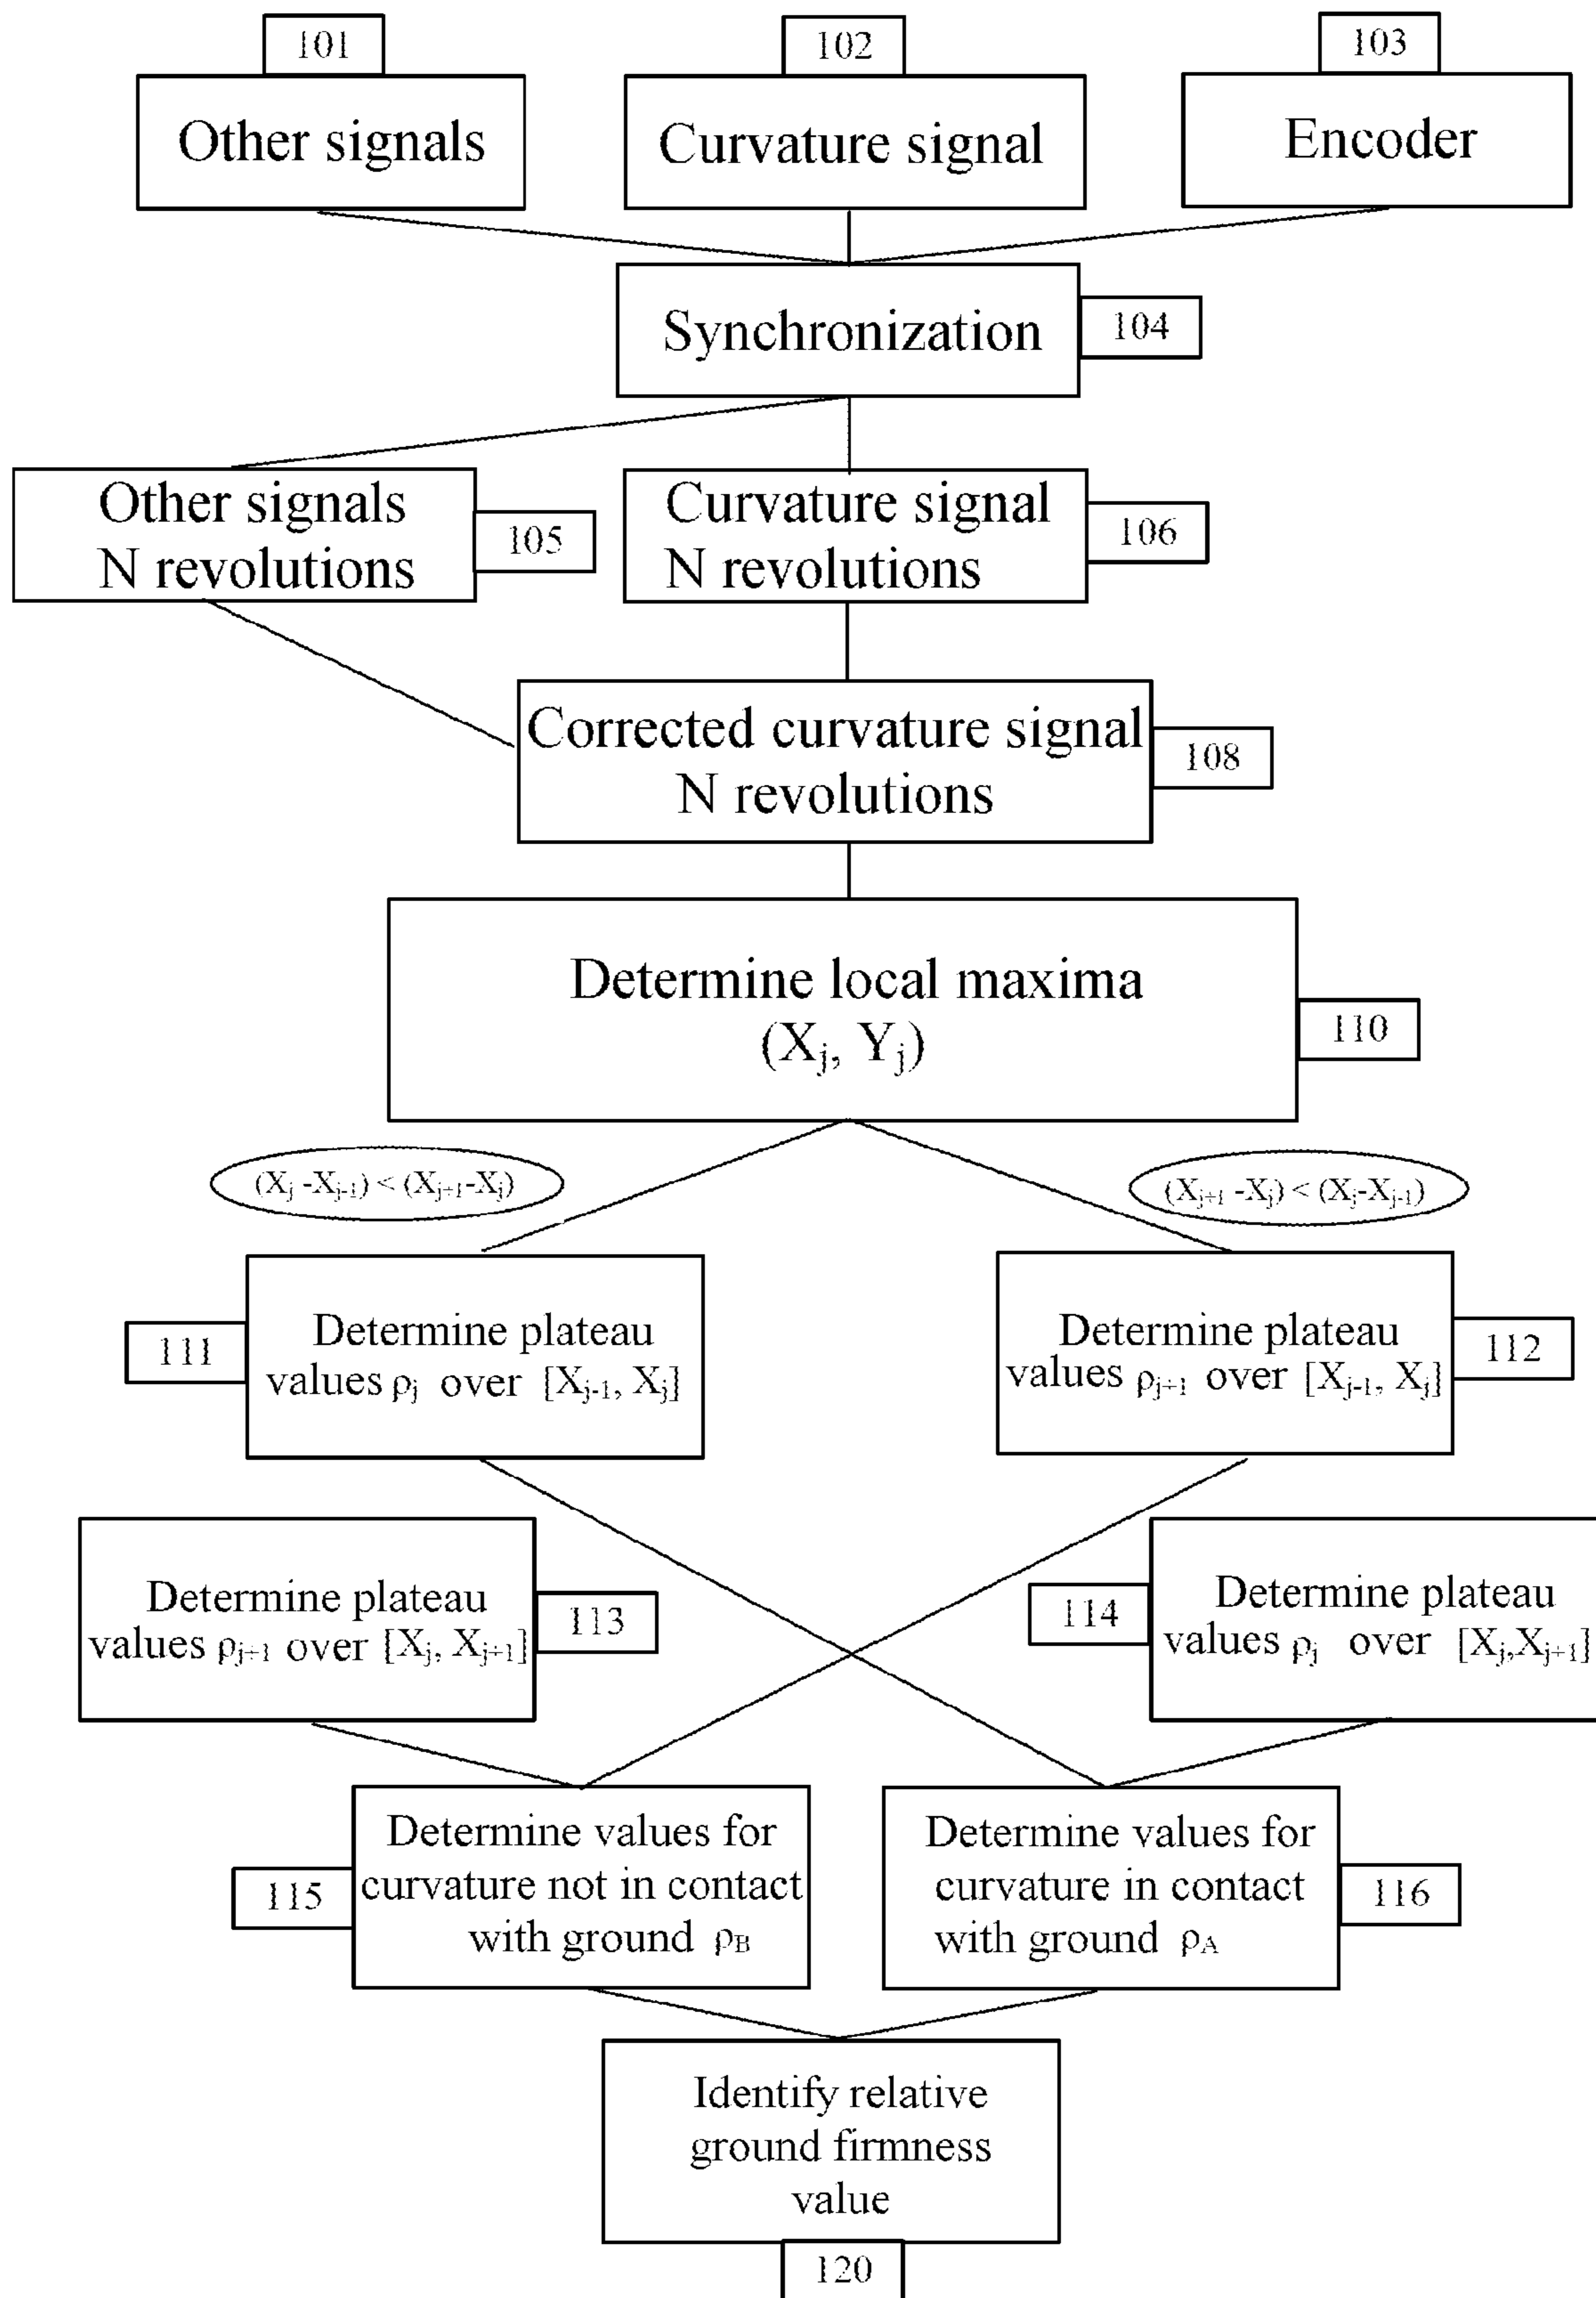 101
102
103
Other signals
Curvature signal
Encoder
Synchronization
104
Other signals
N revolutions
105
Curvature signal
N revolutions
106
Corrected curvature signal
N revolutions
108
Determine local maxima
(Xj, Yj)
110
(Xj -Xj-1) < (Xj+1-Xj)
(Xj+1 -Xj) < (Xj-Xj-1)
111
Determine plateau
values ρj over [Xj-1, Xj]
Determine plateau
values ρj+1 over [Xj-1, Xj]
112
Determine plateau
values ρj+1 over [Xj, Xj+1]
113
114
Determine plateau
values ρj over [Xj,Xj+1]
115
Determine values for
curvature not in contact
with ground ρB
Determine values for
curvature in contact
with ground ρA
116
Identify relative
ground firmness
value
120